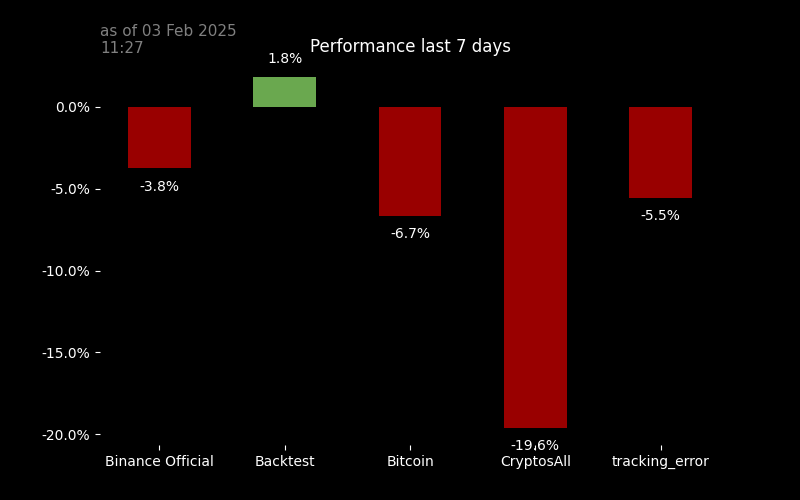 as of 03 Feb 2025
11:27
Performance last 7 days
1.8%
0.0%
-3.8%
-5.0%
-5.5%
-6.7%
-10.0%
-15.0%
-20.0%
-19.6%
Binance Official
Backtest
Bitcoin
CryptosAll
tracking_error